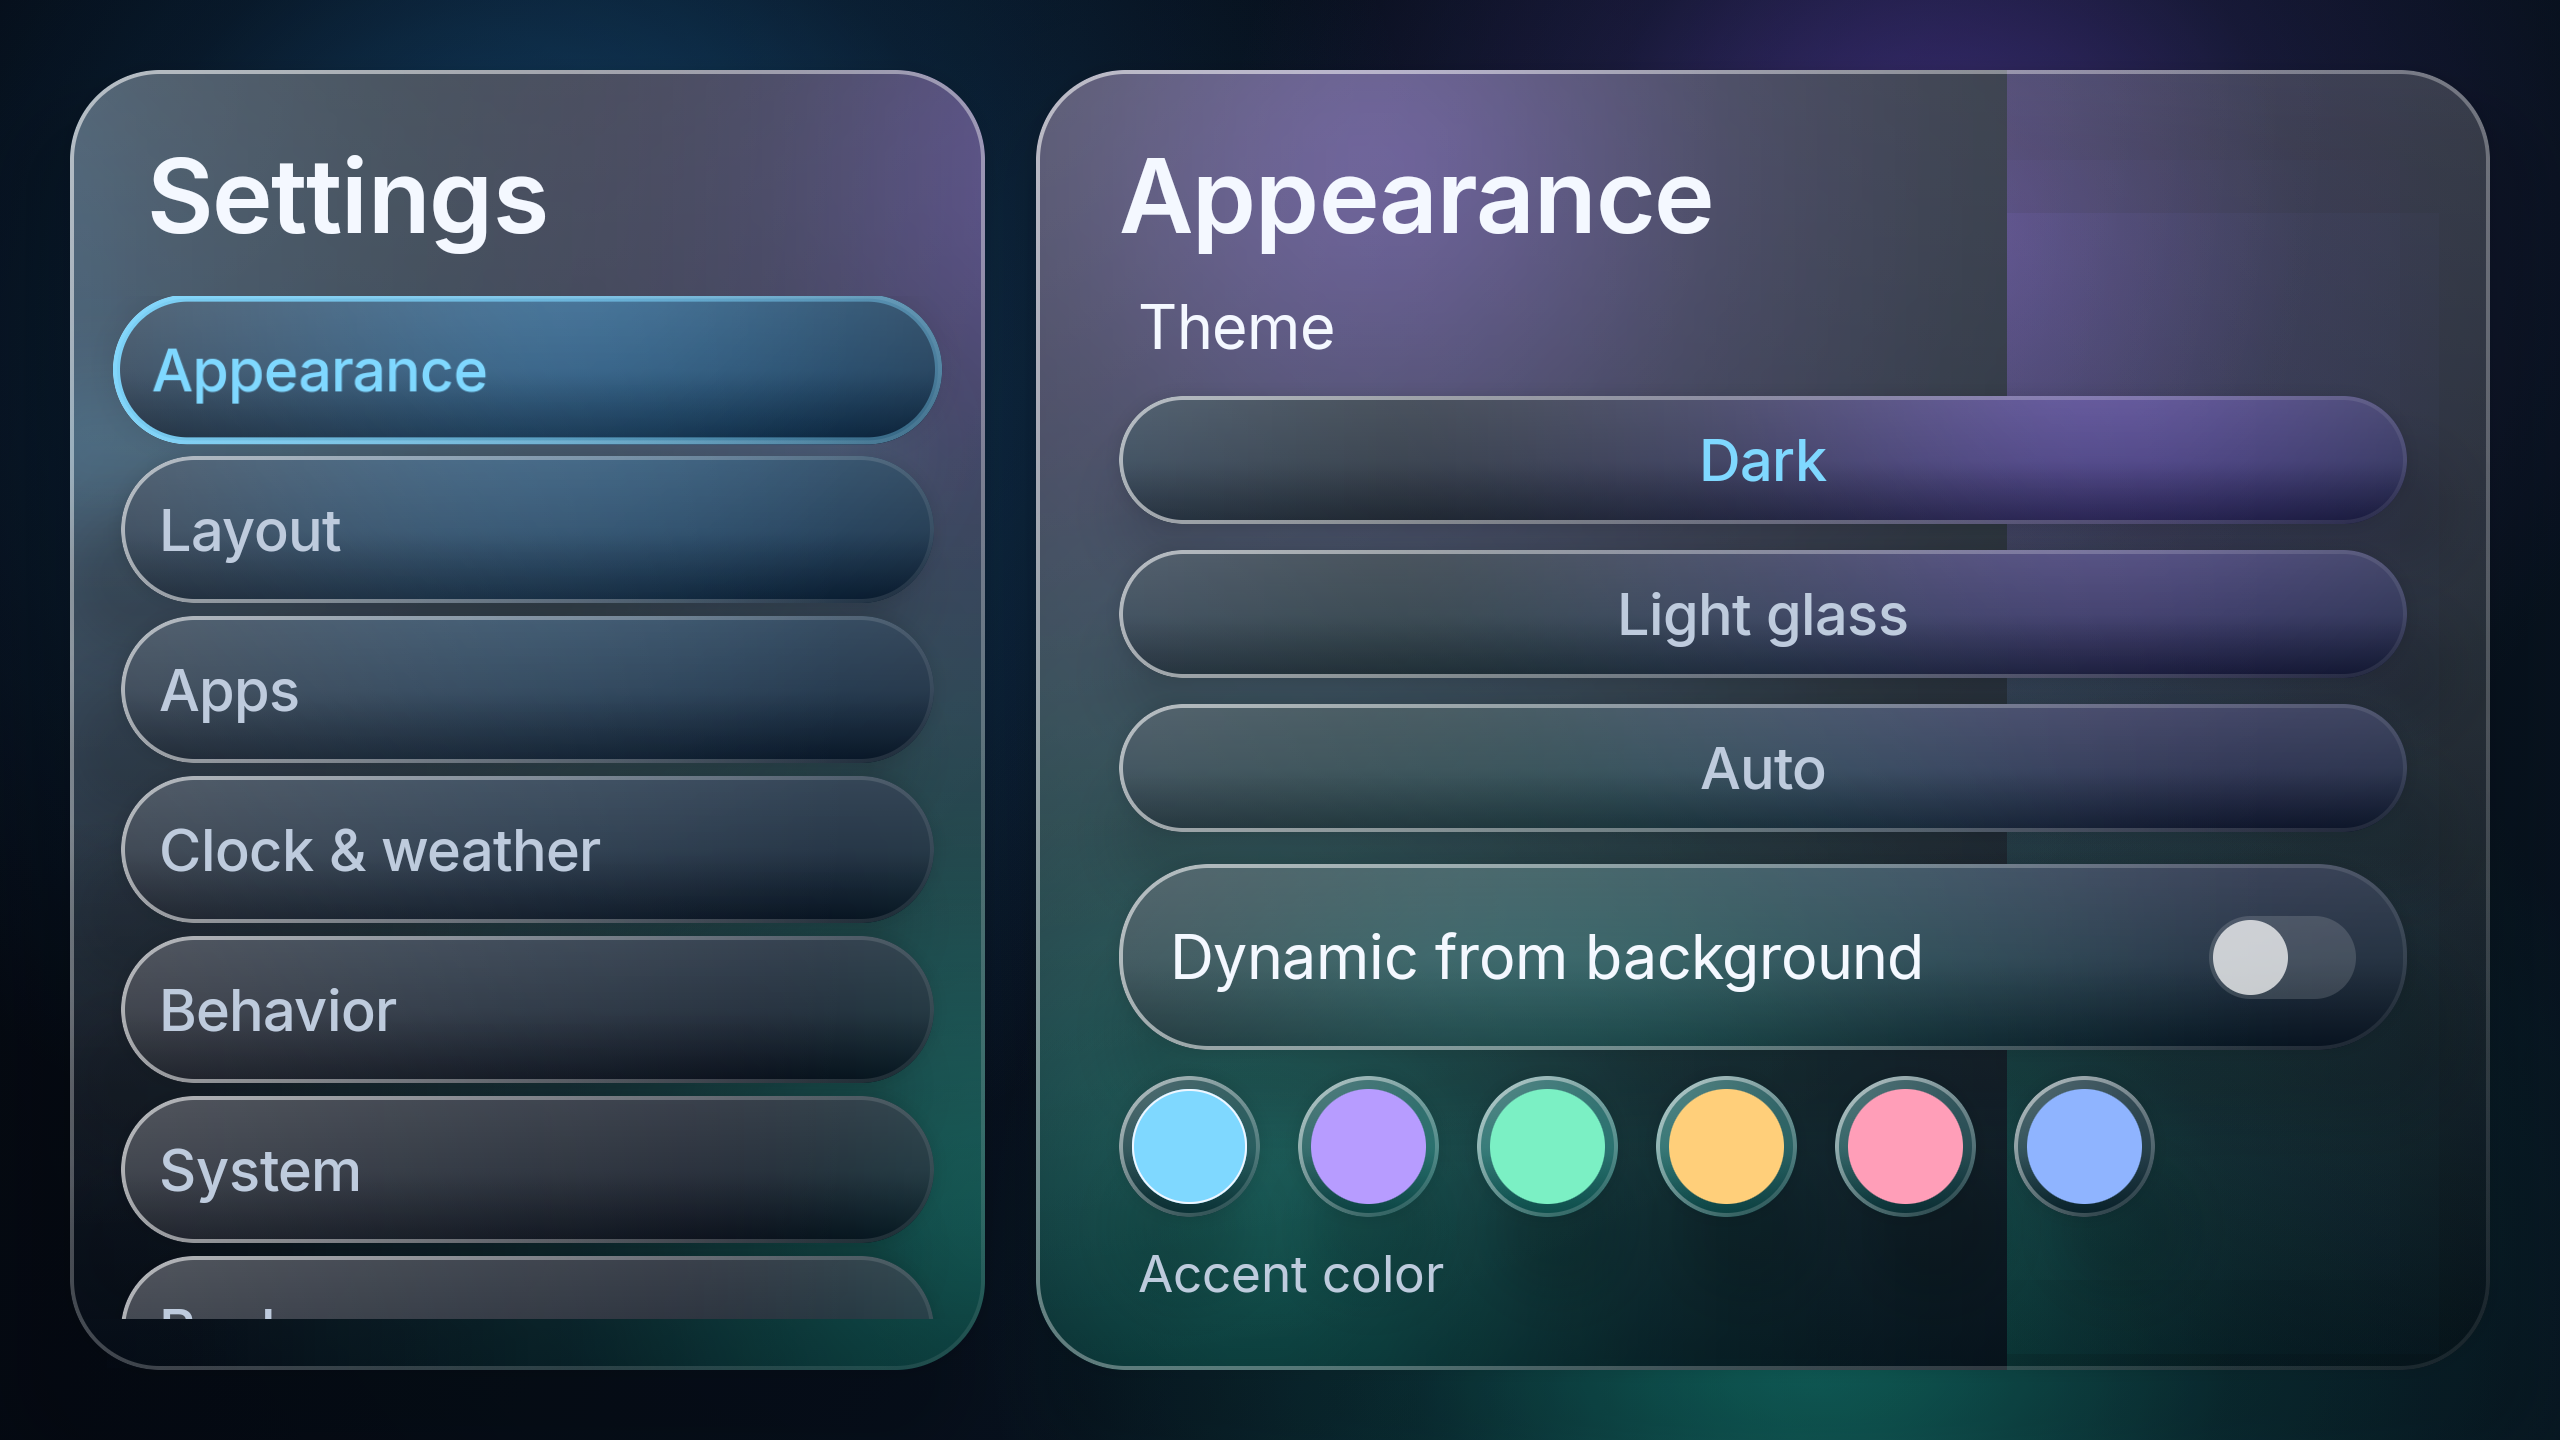 Settings
Appearance
Layout
Apps
Clock & weather
Behavior
System
Appearance
Theme
Dark
Light glass
Auto
Dynamic from background
Accent color